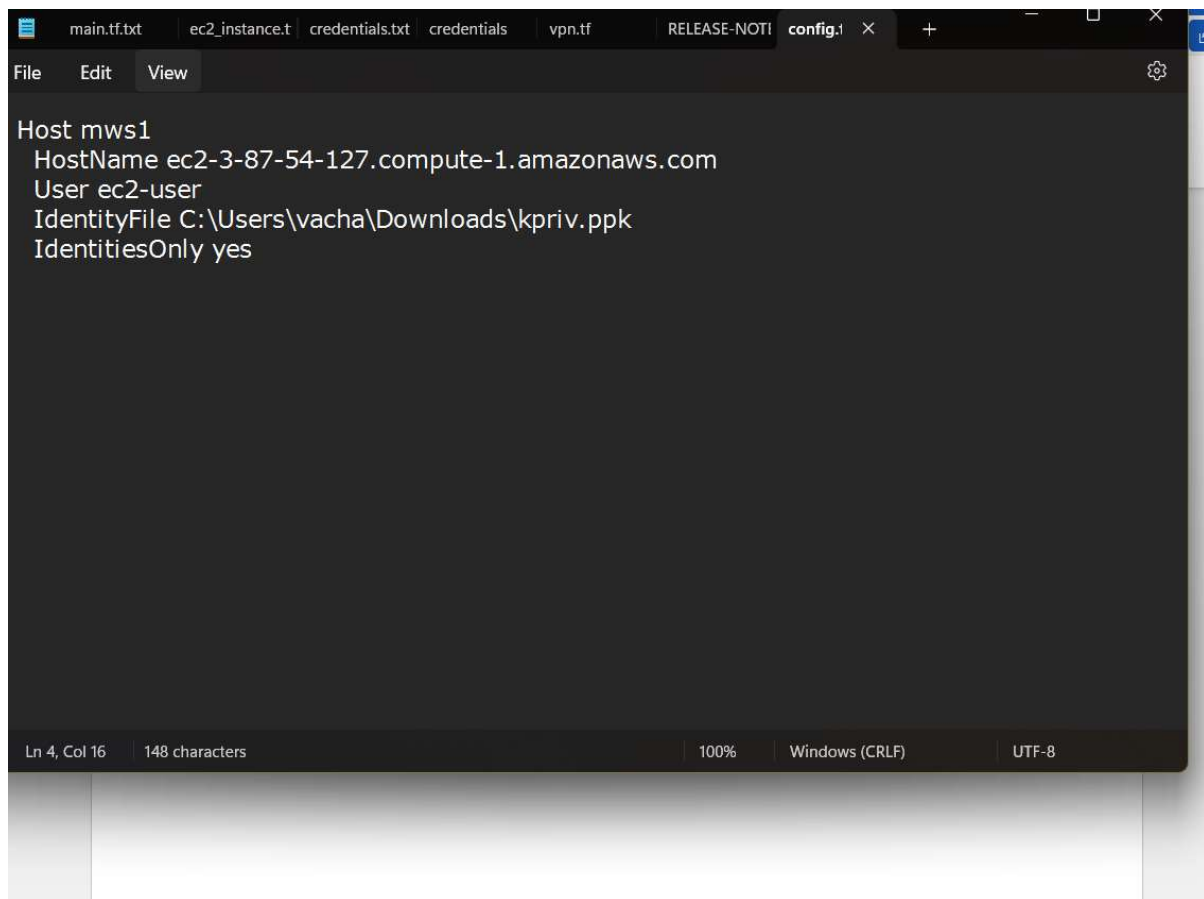 main.tf.txt ec2_instance.t credentials.txt credentials vpn.tf RELEASE-NOTI config.t
File Edit View
Host mws1
HostName ec2-3-87-54-127.compute-1.amazonaws.com
User ec2-user
IdentityFile C:\Users\vacha\Downloads\kpriv.ppk
IdentitiesOnly yes
Ln 4, Col 16 148 characters 100% Windows (CRLF) UTF-8